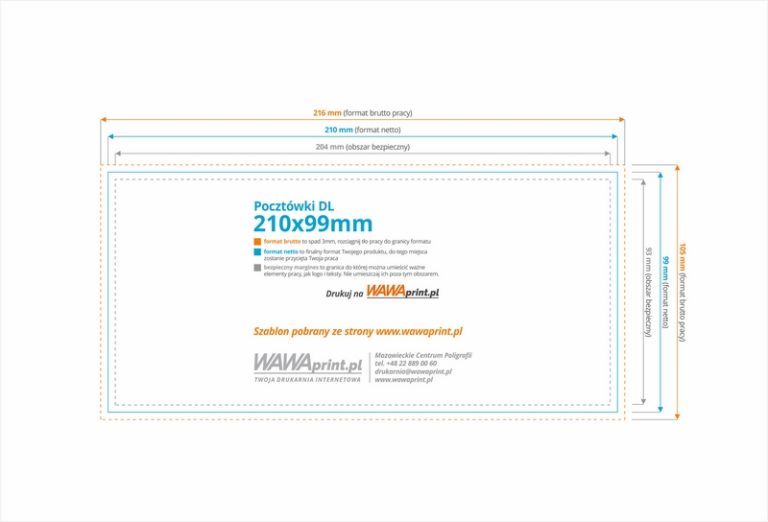 216 mm (format brutto pracy)
210 mm (format netto)
204 mm (obszar bezpieczny)
Pocztówki DL
210x99mm
format brutto to spad 3mm, rozciągnij tło do pracy do granicy formatu
format netto to finalny format Twojego produktu, do tego miejsca
zostanie przycięta Twoja praca
bezpieczny margines to granica do której można umieścić ważne
elementy pracy, jak logo i teksty. Nie umieszczaj ich poza tym obszarem.
Drukuj na WAWAprint.pl
Szablon pobrany ze strony www.wawaprint.pl
WAWAprint.pl
TWOJA DRUKARNIA INTERNETOWA
Mazowieckie Centrum Poligrafii
tel. +48 22 889 00 60
drukarnia@wawaprint.pl
www.wawaprint.pl
93 mm (obszar bezpieczny)
99 mm (format netto)
105 mm (format brutto pracy)